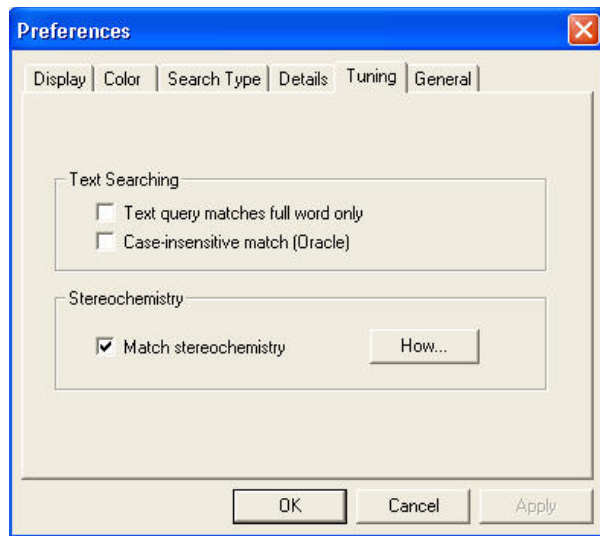 Preferences
Display Color Search Type Details Tuning General
Text Searching
Text query matches full word only
Case-insensitive match (Oracle)
Stereochemistry
Match stereochemistry How...
OK Cancel Apply